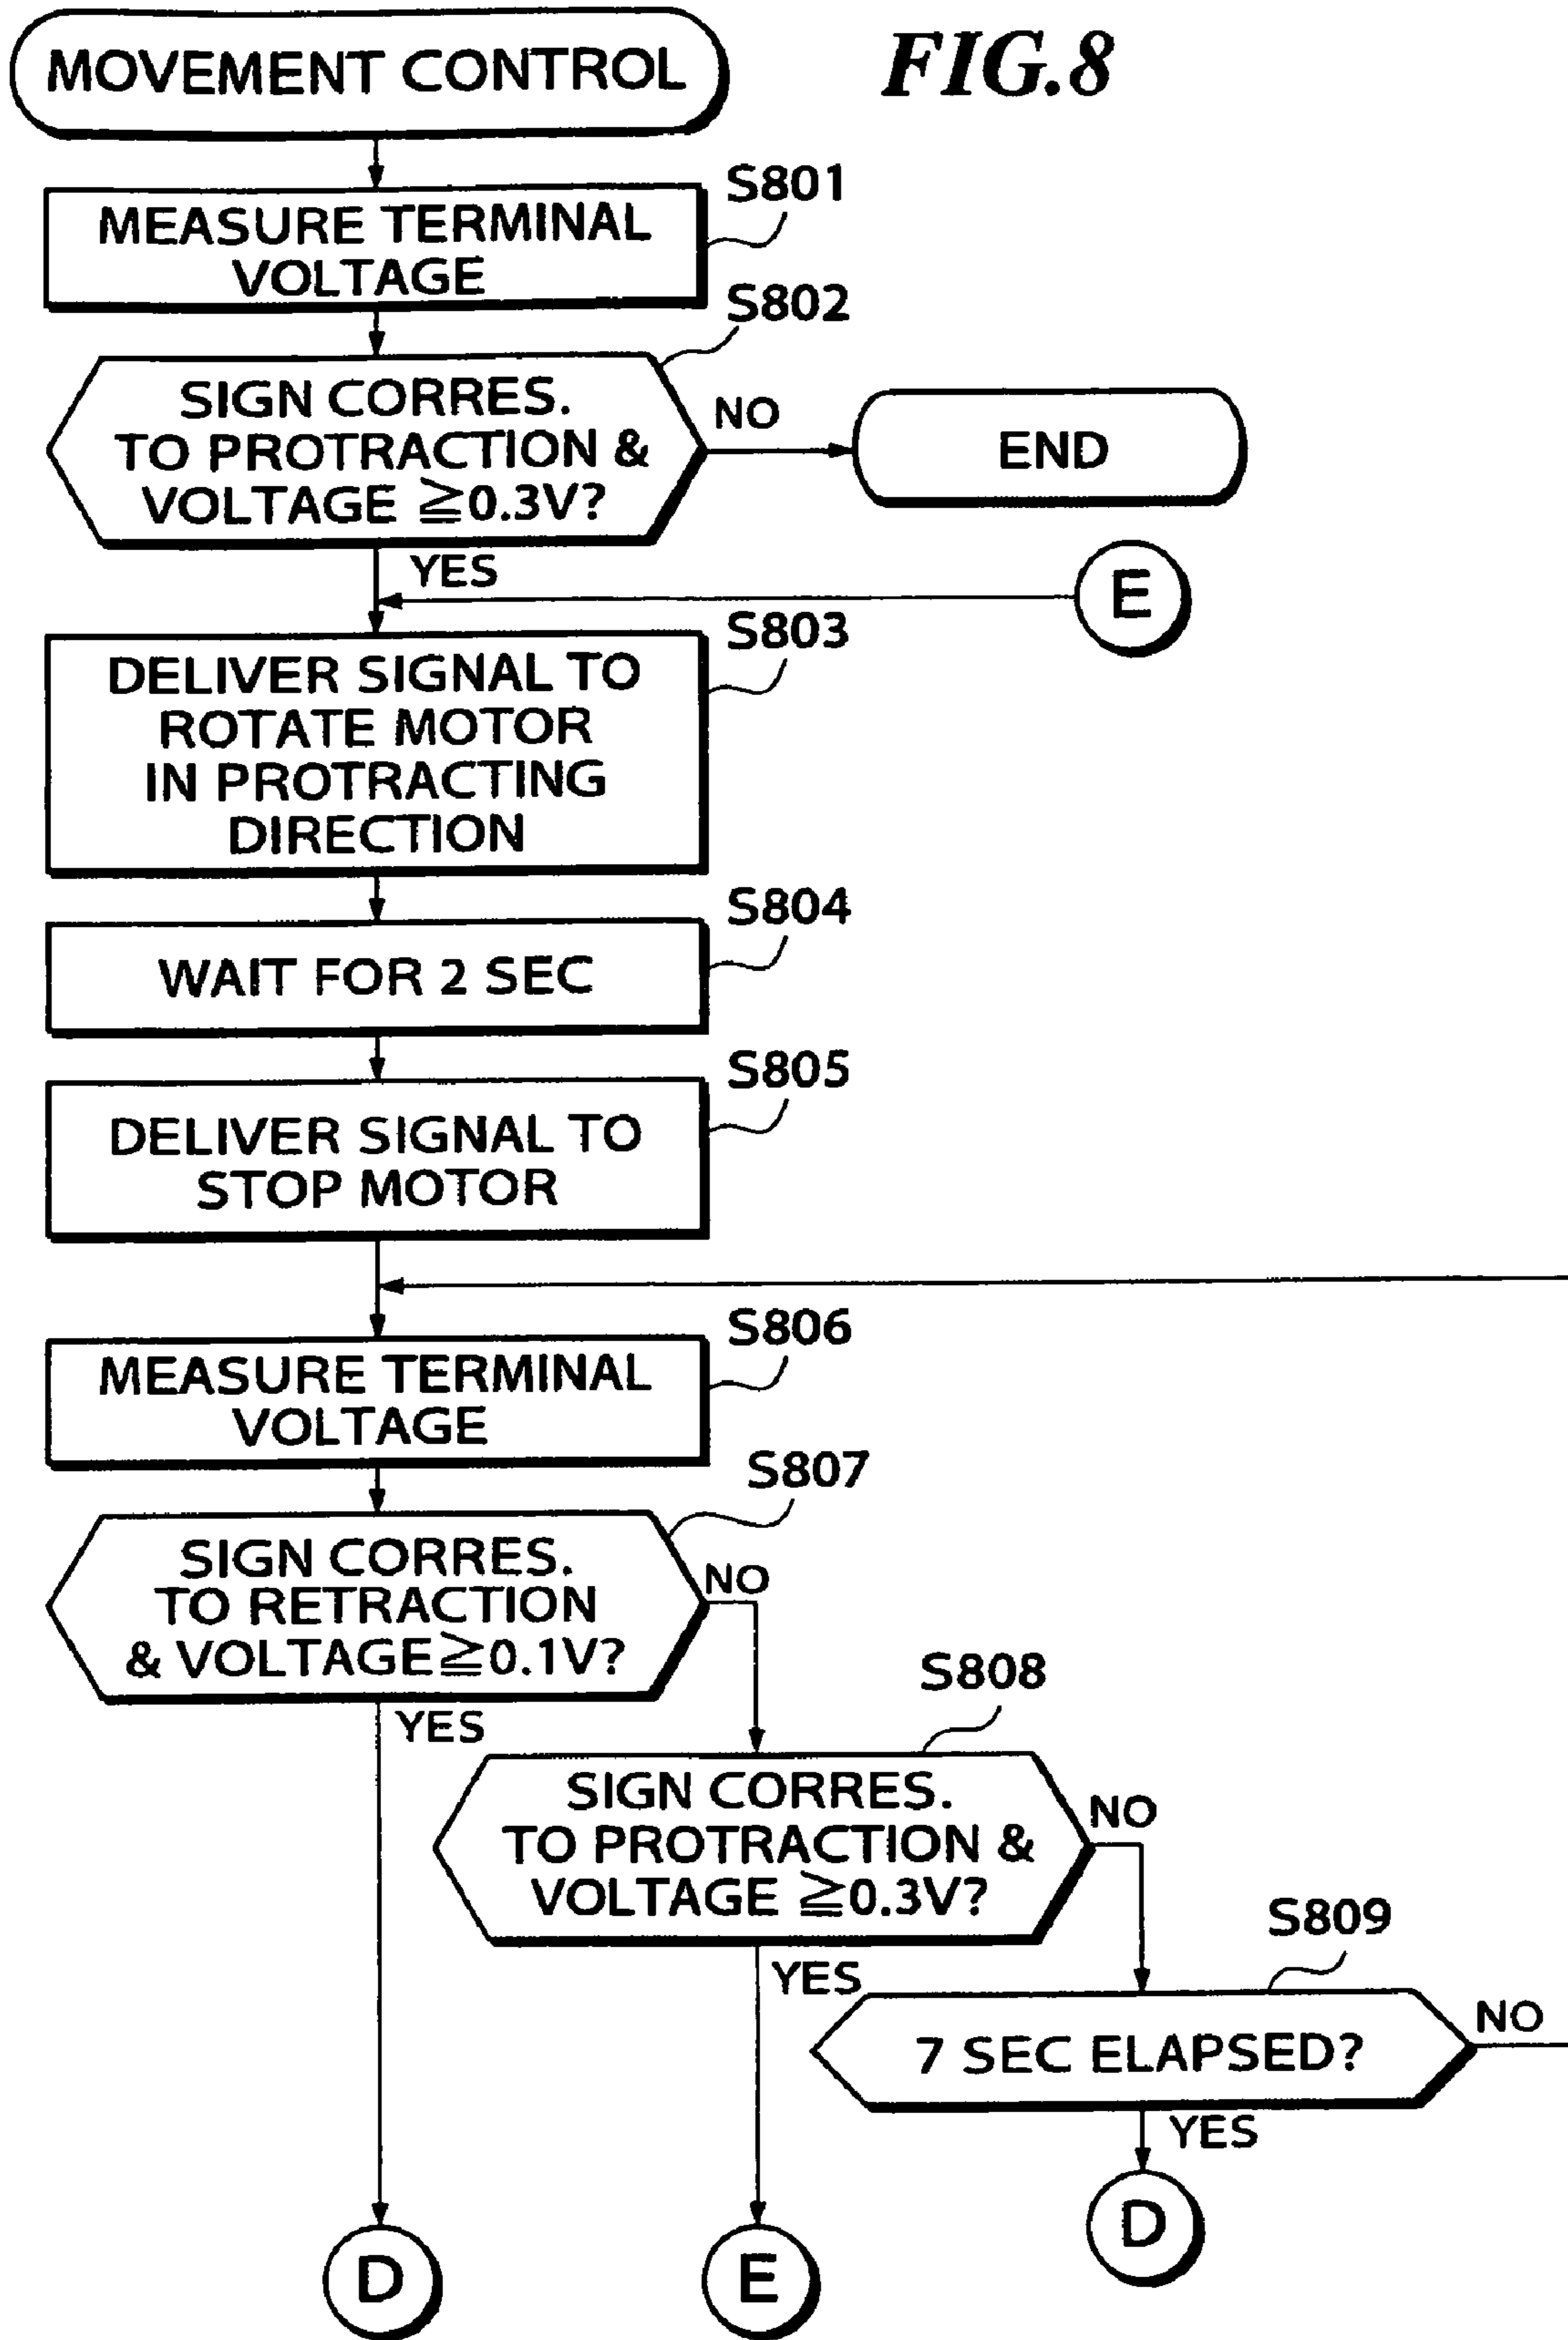 FIG.8
MOVEMENT CONTROL
S801
MEASURE TERMINAL
VOLTAGE
S802
SIGN CORRES.
TO PROTRACTION &
VOLTAGE ≧0.3V?
NO
END
YES
E
S803
DELIVER SIGNAL TO
ROTATE MOTOR
IN PROTRACTING
DIRECTION
S804
WAIT FOR 2 SEC
S805
DELIVER SIGNAL TO
STOP MOTOR
S806
MEASURE TERMINAL
VOLTAGE
S807
SIGN CORRES.
TO RETRACTION
& VOLTAGE≧0.1V?
NO
YES
S808
SIGN CORRES.
TO PROTRACTION &
VOLTAGE ≧0.3V?
NO
YES
S809
7 SEC ELAPSED?
NO
YES
D
E
D